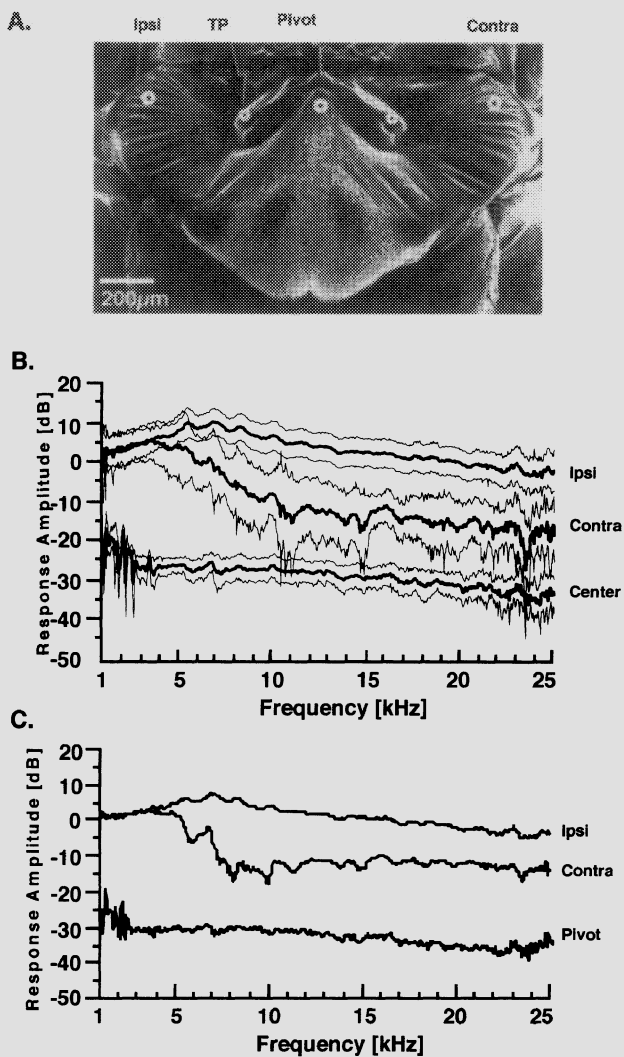 A.
Ipsi TP Pivot Contra
200µm
B.
Response Amplitude [dB]
20
10
0
-10
-20
-30
-40
-50
Ipsi
Contra
Center
1 5 10 15 20 25
Frequency [kHz]
C.
Response Amplitude [dB]
20
10
0
-10
-20
-30
-40
-50
Ipsi
Contra
Pivot
1 5 10 15 20 25
Frequency [kHz]